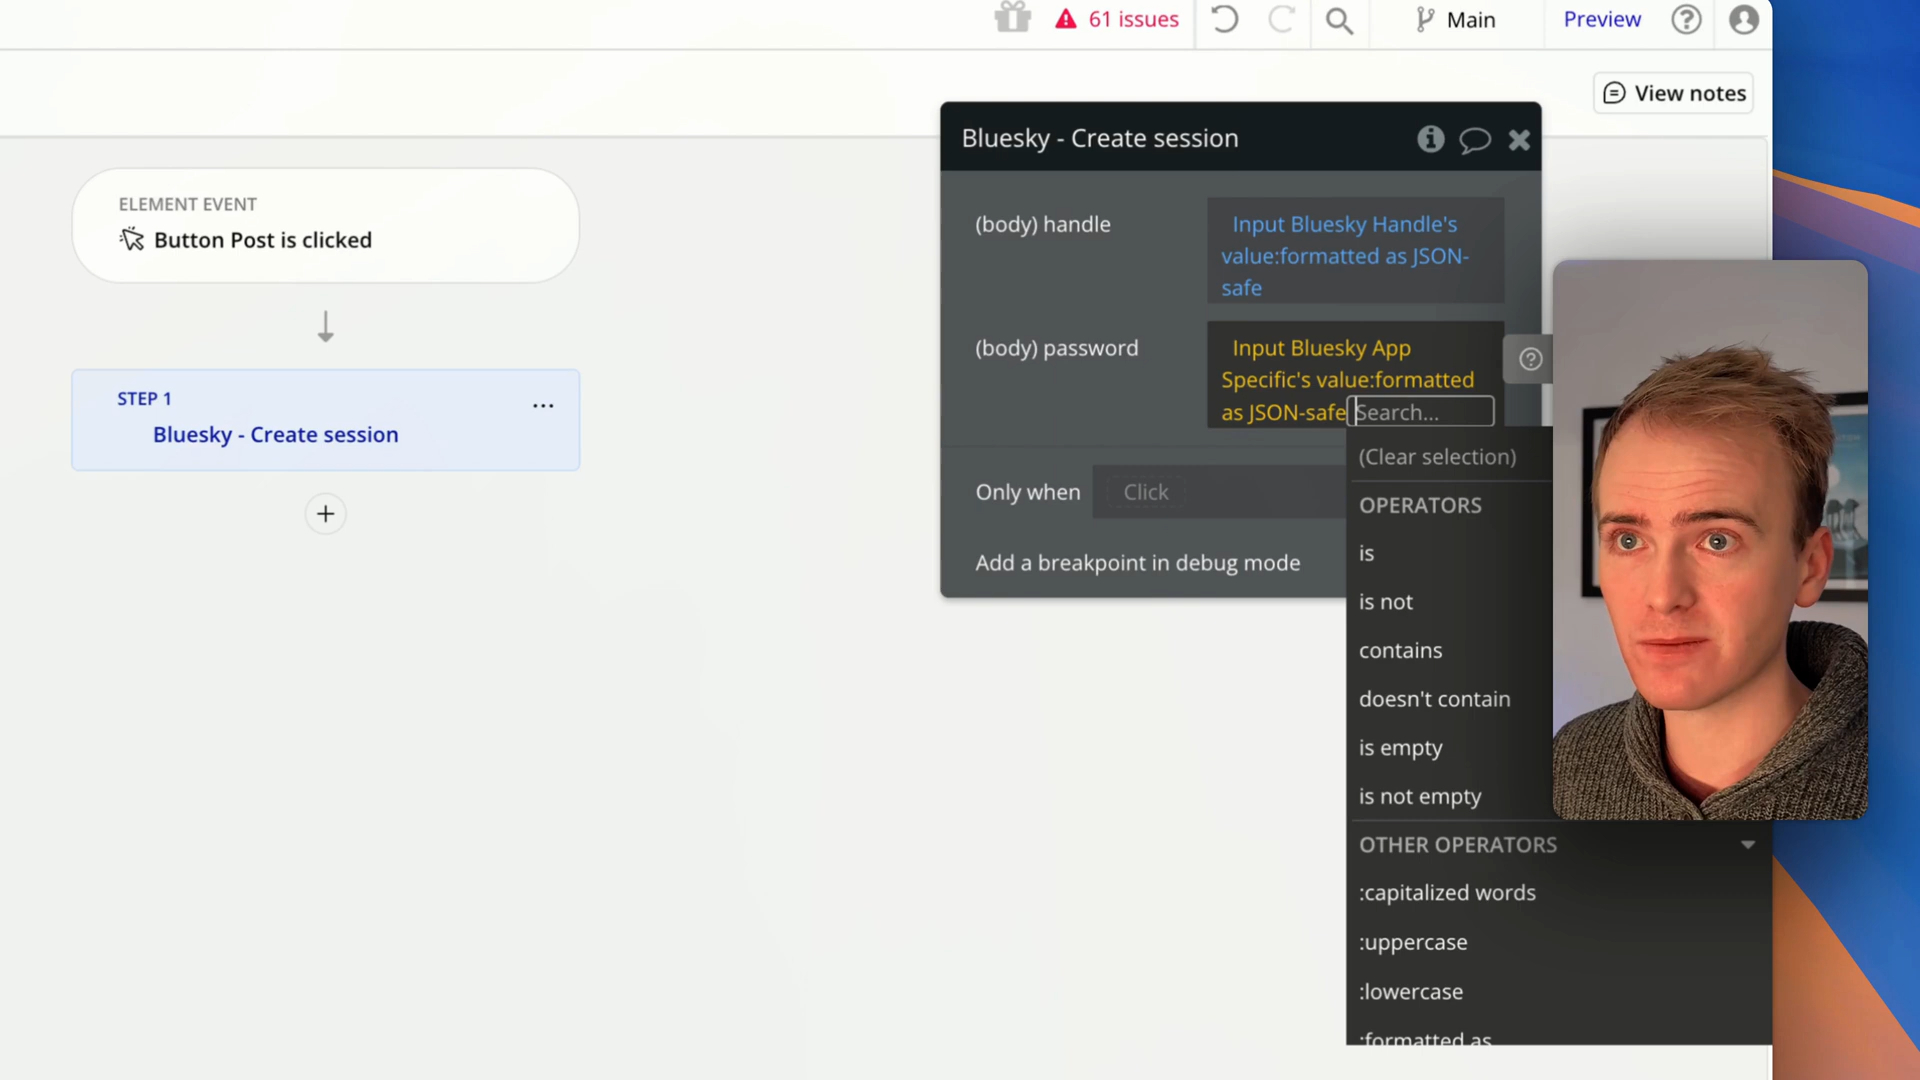 61 issues
Main
Preview
View notes
ELEMENT EVENT
Button Post is clicked
STEP 1
...
Bluesky - Create session
+
Bluesky - Create session
(body) handle
Input Bluesky Handle's
value:formatted as JSON-
safe
(body) password
Input Bluesky App
Specific's value:formatted
as JSON-safe
Search...
Only when
Click
Add a breakpoint in debug mode
(Clear selection)
OPERATORS
is
is not
contains
doesn't contain
is empty
is not empty
OTHER OPERATORS
:capitalized words
:uppercase
:lowercase
:formatted as